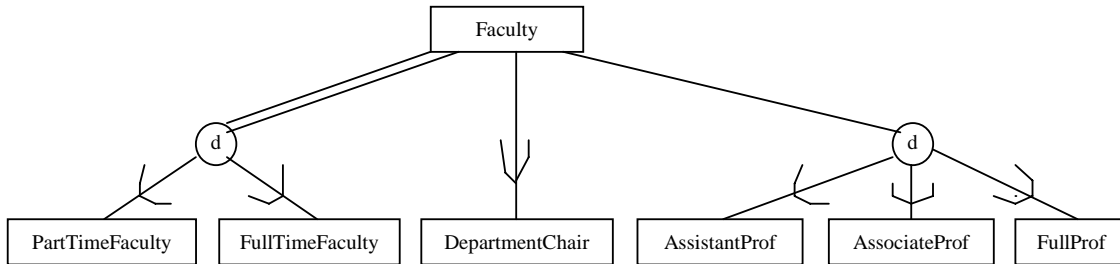 Faculty
d
d
PartTimeFaculty
FullTimeFaculty
DepartmentChair
AssistantProf
AssociateProf
FullProf